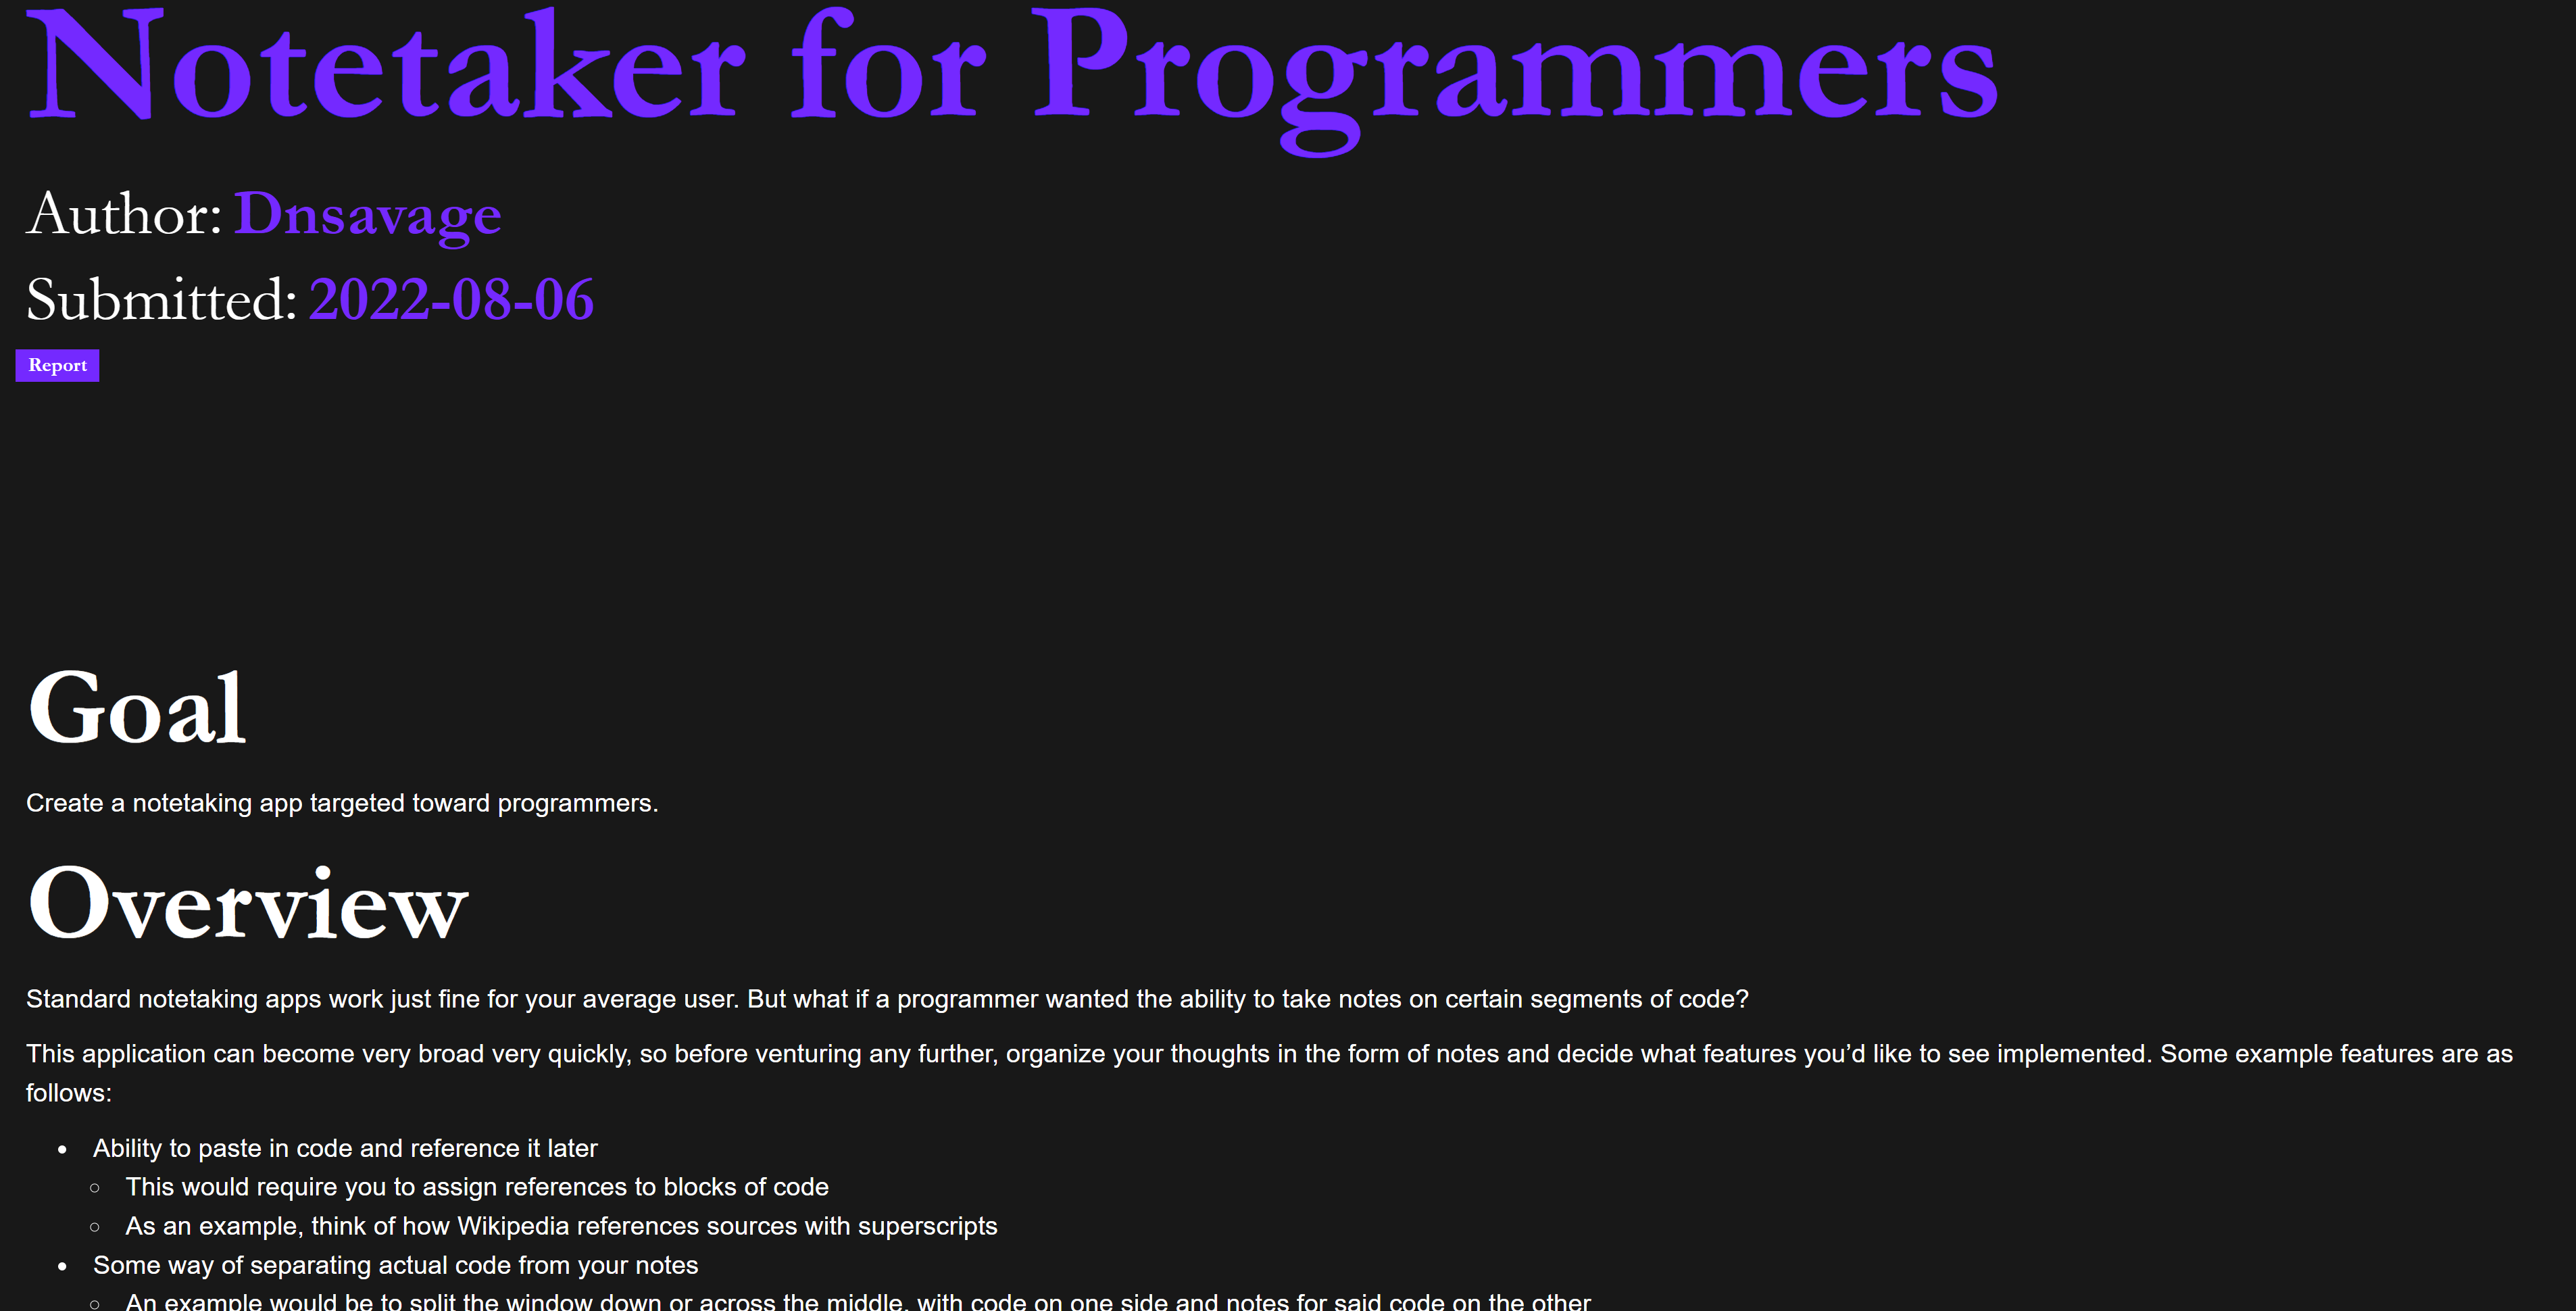 Notetaker for Programmers
Author: Dnsavage
Submitted: 2022-08-06
Report
Goal
Create a notetaking app targeted toward programmers.
Overview
Standard notetaking apps work just fine for your average user. But what if a programmer wanted the ability to take notes on certain segments of code?
This application can become very broad very quickly, so before venturing any further, organize your thoughts in the form of notes and decide what features you’d like to see implemented. Some example features are as
follows:
Ability to paste in code and reference it later
This would require you to assign references to blocks of code
As an example, think of how Wikipedia references sources with superscripts
Some way of separating actual code from your notes
An example would be to split the window down or across the middle, with code on one side and notes for said code on the other